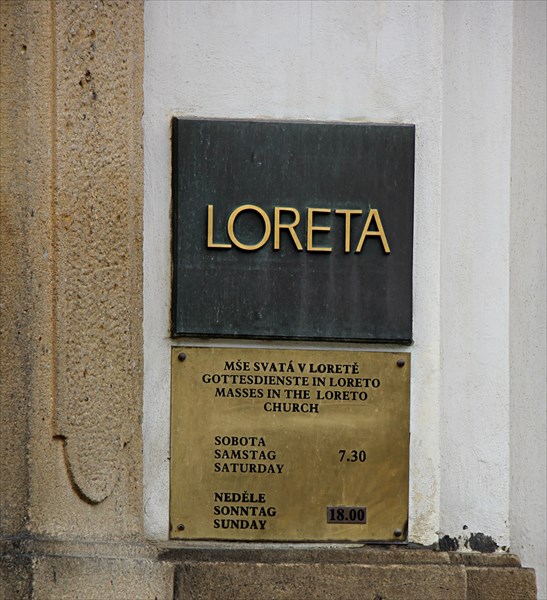 LORETA
MŠE SVATÁ V LORETĚ
GOTTESDIENSTE IN LORETO
MASSES IN THE LORETO
CHURCH
SOBOTA
SAMSTAG 7.30
SATURDAY
NEDĚLE
SONNTAG 18.00
SUNDAY